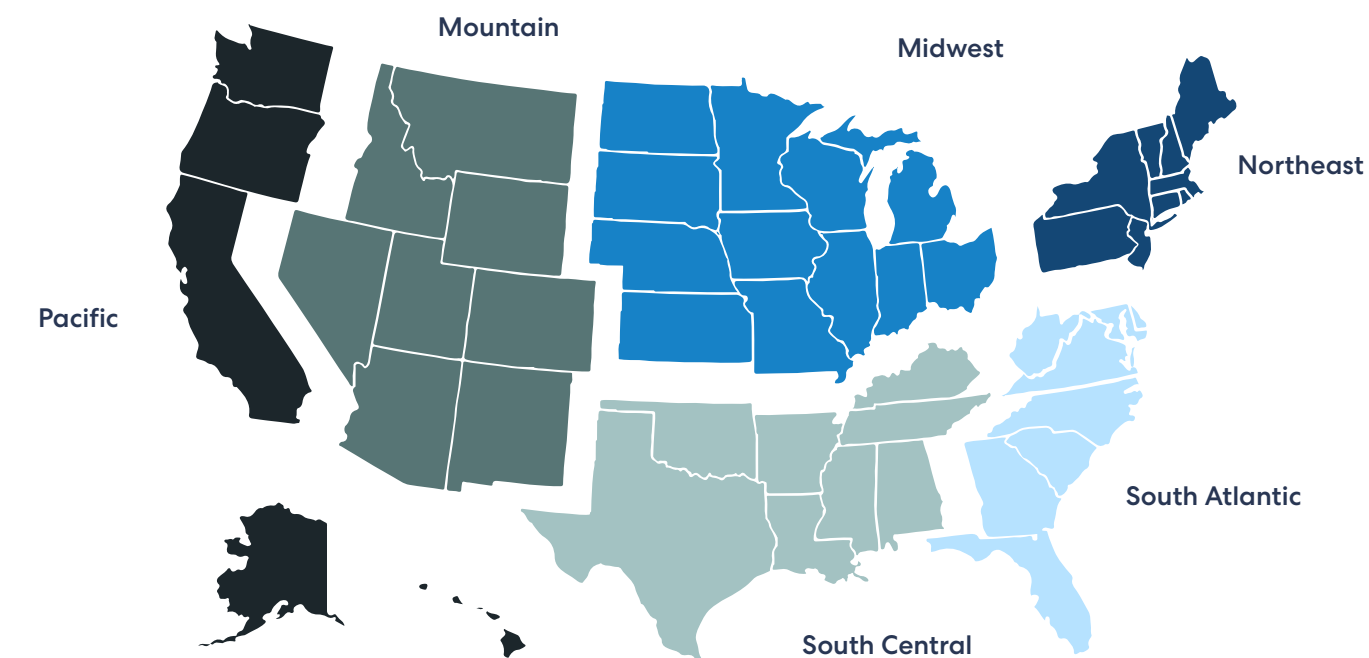 Mountain
Midwest
Northeast
Pacific
South Atlantic
South Central